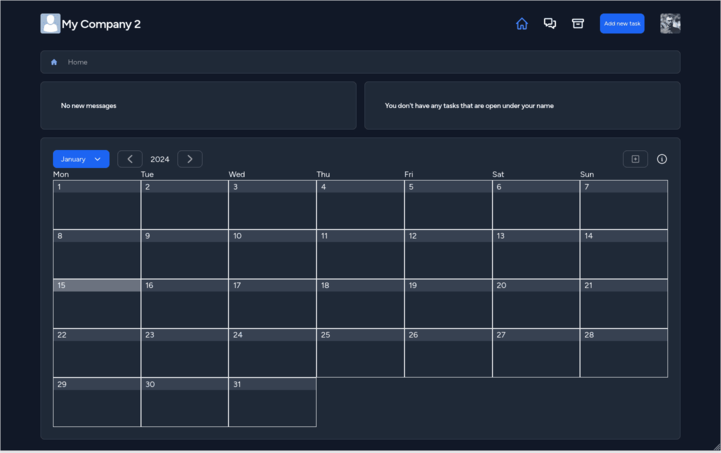 My Company 2
Add new task
Home
No new messages
You don't have any tasks that are open under your name
January
2024
Mon Tue Wed Thu Fri Sat Sun
1 2 3 4 5 6 7
8 9 10 11 12 13 14
15 16 17 18 19 20 21
22 23 24 25 26 27 28
29 30 31